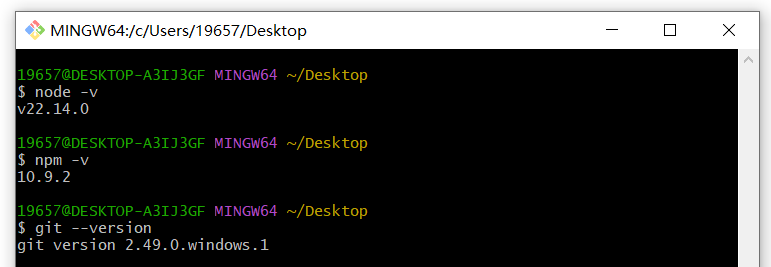 MINGW64:/c/Users/19657/Desktop
19657@DESKTOP-A3IJ3GF MINGW64 ~/Desktop
$ node -v
v22.14.0
19657@DESKTOP-A3IJ3GF MINGW64 ~/Desktop
$ npm -v
10.9.2
19657@DESKTOP-A3IJ3GF MINGW64 ~/Desktop
$ git --version
git version 2.49.0.windows.1